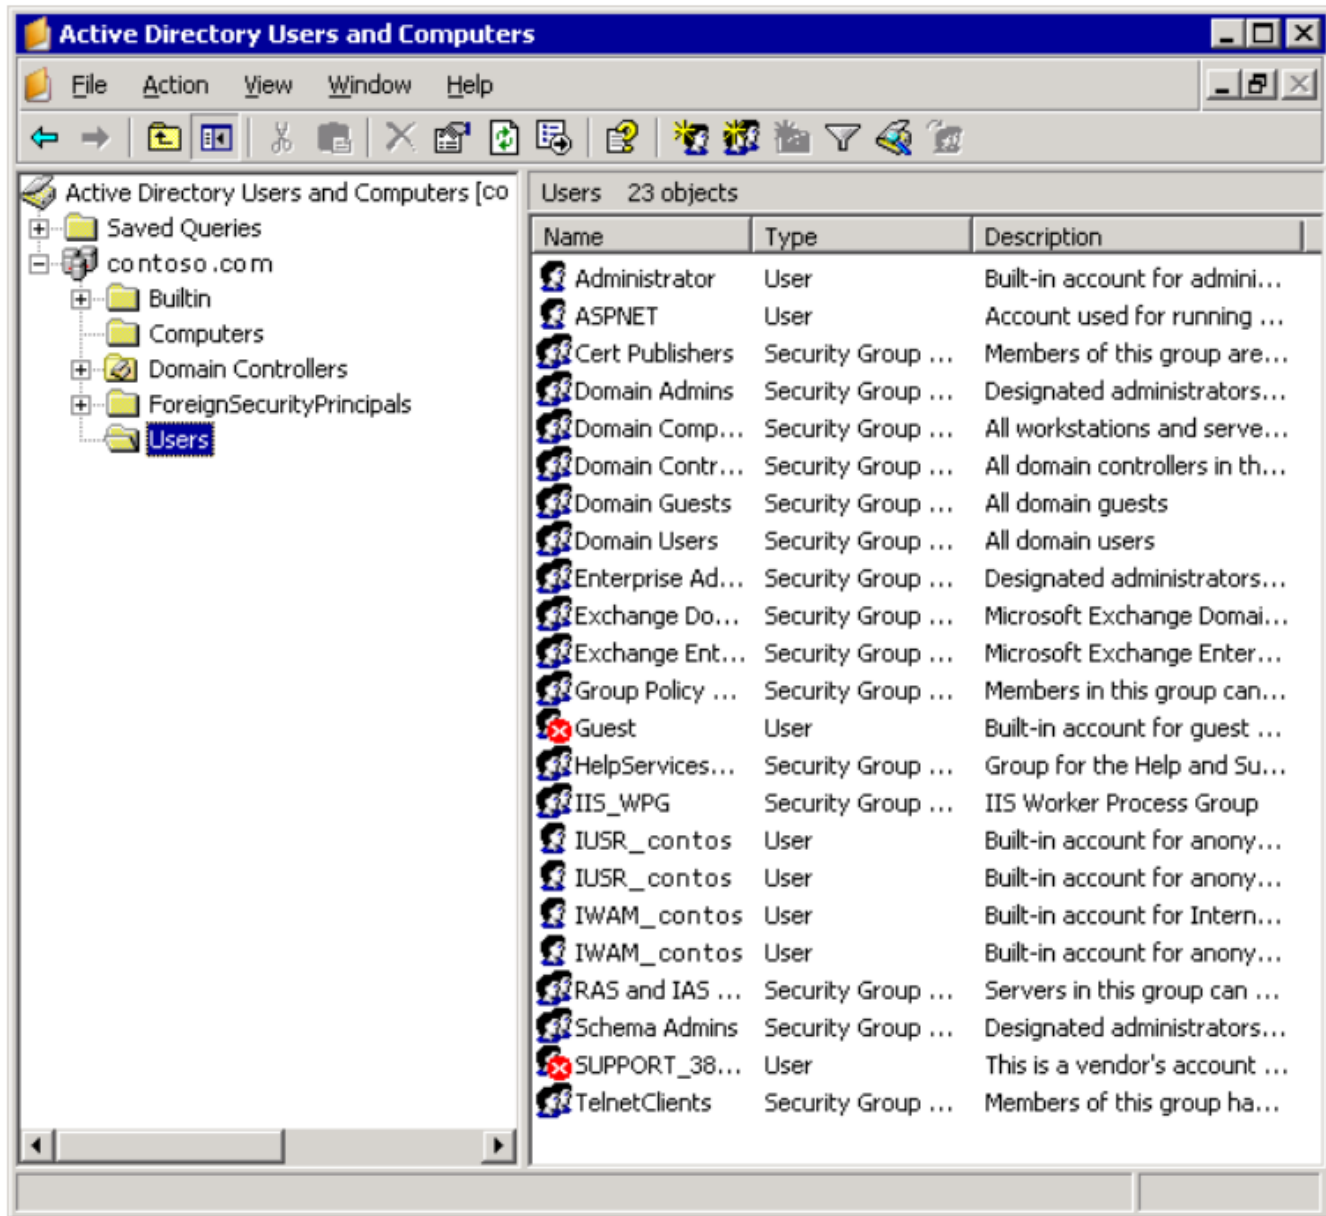 Active Directory Users and Computers
File Action View Window Help
Active Directory Users and Computers [co
Saved Queries
contoso.com
Builtin
Computers
Domain Controllers
ForeignSecurityPrincipals
Users
Users 23 objects
Name Type Description
Administrator User Built-in account for admini...
ASPNET User Account used for running ...
Cert Publishers Security Group ... Members of this group are...
Domain Admins Security Group ... Designated administrators...
Domain Comp... Security Group ... All workstations and serve...
Domain Contr... Security Group ... All domain controllers in th...
Domain Guests Security Group ... All domain guests
Domain Users Security Group ... All domain users
Enterprise Ad... Security Group ... Designated administrators...
Exchange Do... Security Group ... Microsoft Exchange Domai...
Exchange Ent... Security Group ... Microsoft Exchange Enter...
Group Policy ... Security Group ... Members in this group can...
Guest User Built-in account for guest ...
HelpServices... Security Group ... Group for the Help and Su...
IIS_WPG Security Group ... IIS Worker Process Group
IUSR_contos User Built-in account for anony...
IUSR_contos User Built-in account for anony...
IWAM_contos User Built-in account for Intern...
IWAM_contos User Built-in account for anony...
RAS and IAS ... Security Group ... Servers in this group can ...
Schema Admins Security Group ... Designated administrators...
SUPPORT_38... User This is a vendor's account ...
TelnetClients Security Group ... Members of this group ha...